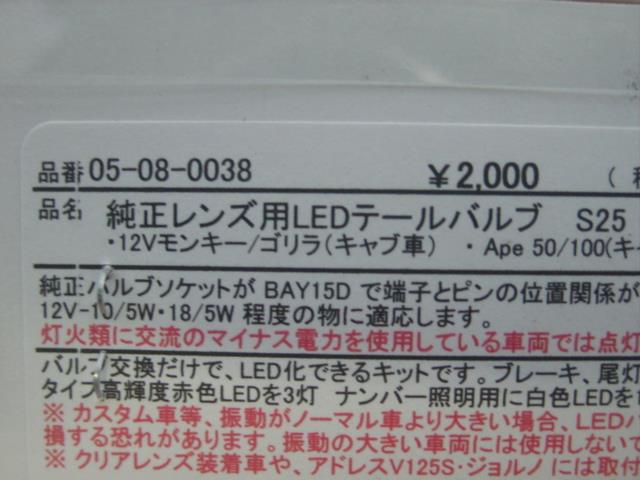 品番 05-08-0038 ¥2,000 (
品名 純正レンズ用LEDテールバルブ S25
・12Vモンキー/ゴリラ(キャブ車) ・Ape 50/100(キ
純正バルブソケットが BAY15D で端子とピンの位置関係が
12V-10/5W・18/5W 程度の物に適応します。
灯火類に交流のマイナス電力を使用している車両では点灯
バルブ交換だけで、LED化できるキットです。ブレーキ、尾灯
タイプ高輝度赤色LEDを3灯 ナンバー照明用に白色LEDを1
※ カスタム車等、振動がノーマル車より大きい場合、LEDバ
損する恐れがあります。振動の大きい車両には使用しないで
※ クリアレンズ装着車や、アドレスV125S・ジョルノ には取付